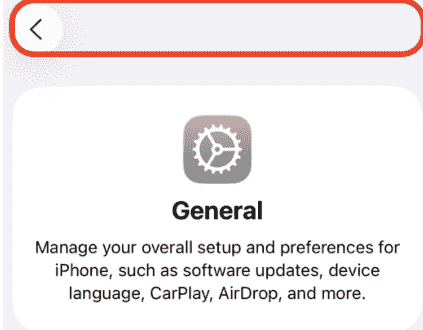 General
Manage your overall setup and preferences for
iPhone, such as software updates, device
language, CarPlay, AirDrop, and more.